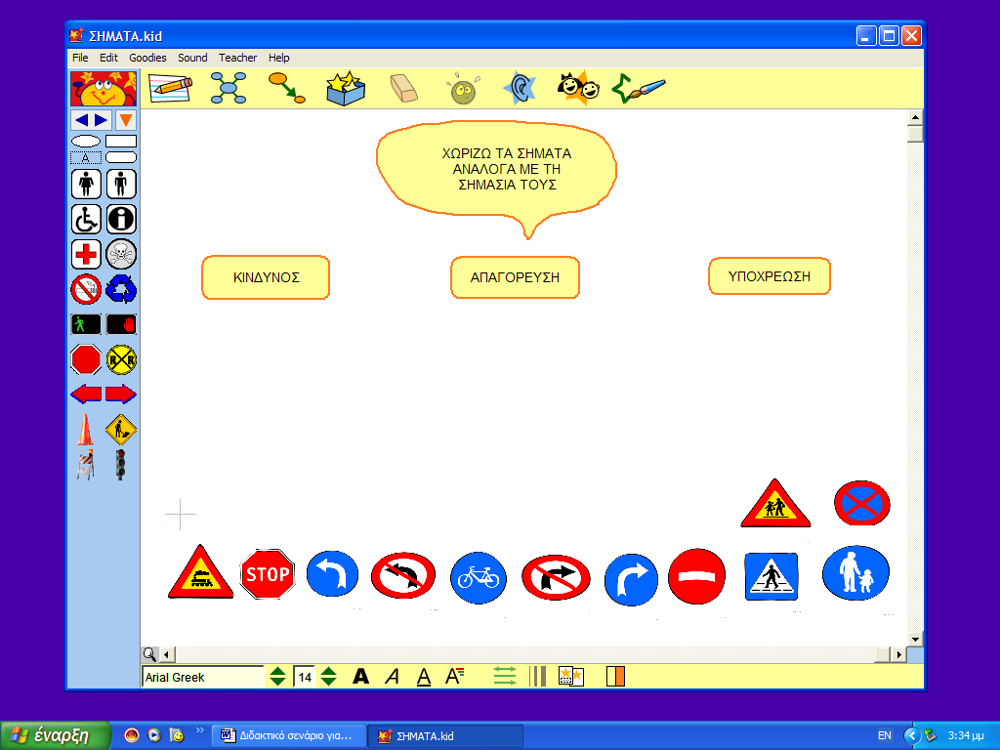 ΣΗΜΑΤΑ.kid
File Edit Goodies Sound Teacher Help
ΧΩΡΙΖΩ ΤΑ ΣΗΜΑΤΑ
ΑΝΑΛΟΓΑ ΜΕ ΤΗ
ΣΗΜΑΣΙΑ ΤΟΥΣ
ΚΙΝΔΥΝΟΣ
ΑΠΑΓΟΡΕΥΣΗ
ΥΠΟΧΡΕΩΣΗ
A
R R
STOP
Arial Greek 14 A A A A
έναρξη
Διδακτικό σενάριο για...
ΣΗΜΑΤΑ.kid
EN
3:34 μμ